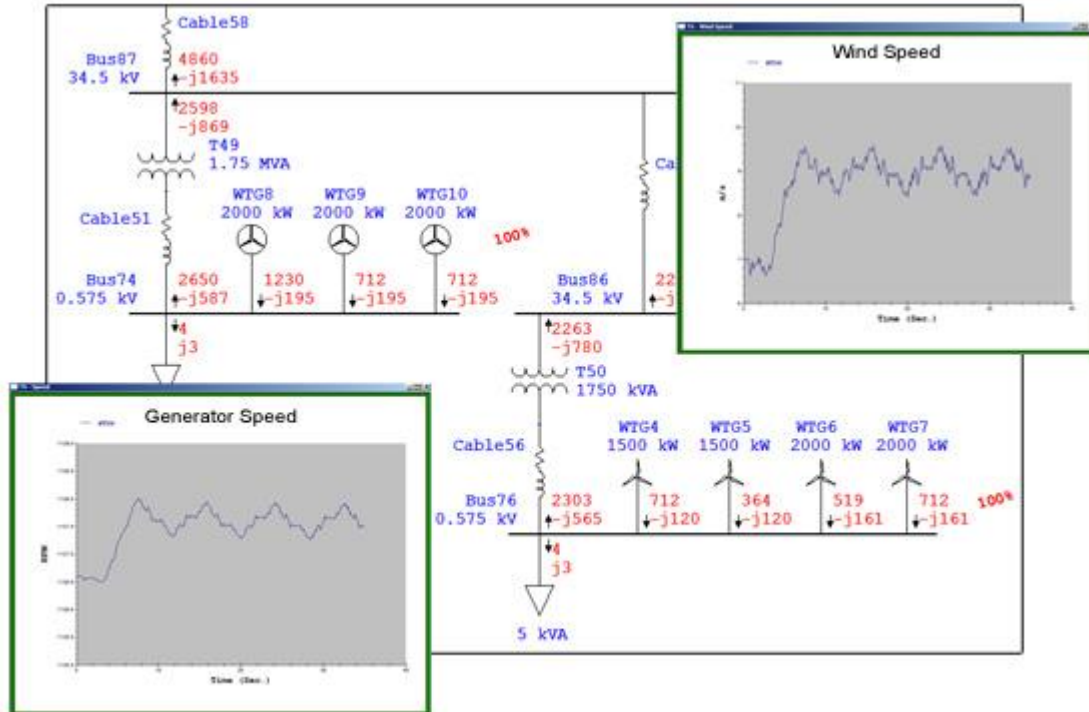 Cable58
Bus87
34.5 kV
4860
-j1635
2598
-j869
T49
1.75 MVA
Cable51
WTG8
2000 kW
WTG9
2000 kW
WTG10
2000 kW
100%
Bus74
0.575 kV
2650
-j587
1230
-j195
712
-j195
712
-j195
4
j3
Wind Speed
m/s
Time (Sec.)
Bus86
34.5 kV
2263
-j780
T50
1750 kVA
Cable56
WTG4
1500 kW
WTG5
1500 kW
WTG6
2000 kW
WTG7
2000 kW
100%
Bus76
0.575 kV
2303
-j565
712
-j120
364
-j120
519
-j161
712
-j161
4
j3
5 kVA
Generator Speed
RPM
Time (Sec.)